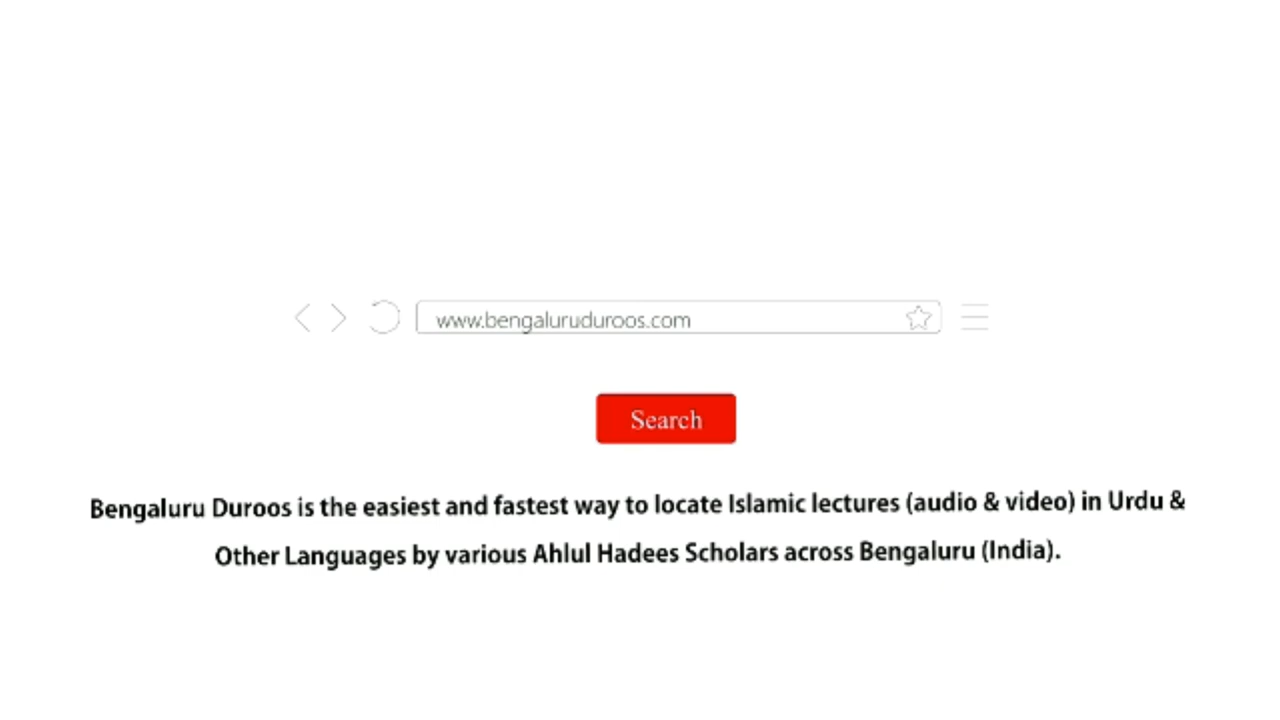 www.bengaluruduroos.com
Search
Bengaluru Duroos is the easiest and fastest way to locate Islamic lectures (audio & video) in Urdu &
Other Languages by various Ahlul Hadees Scholars across Bengaluru (India).